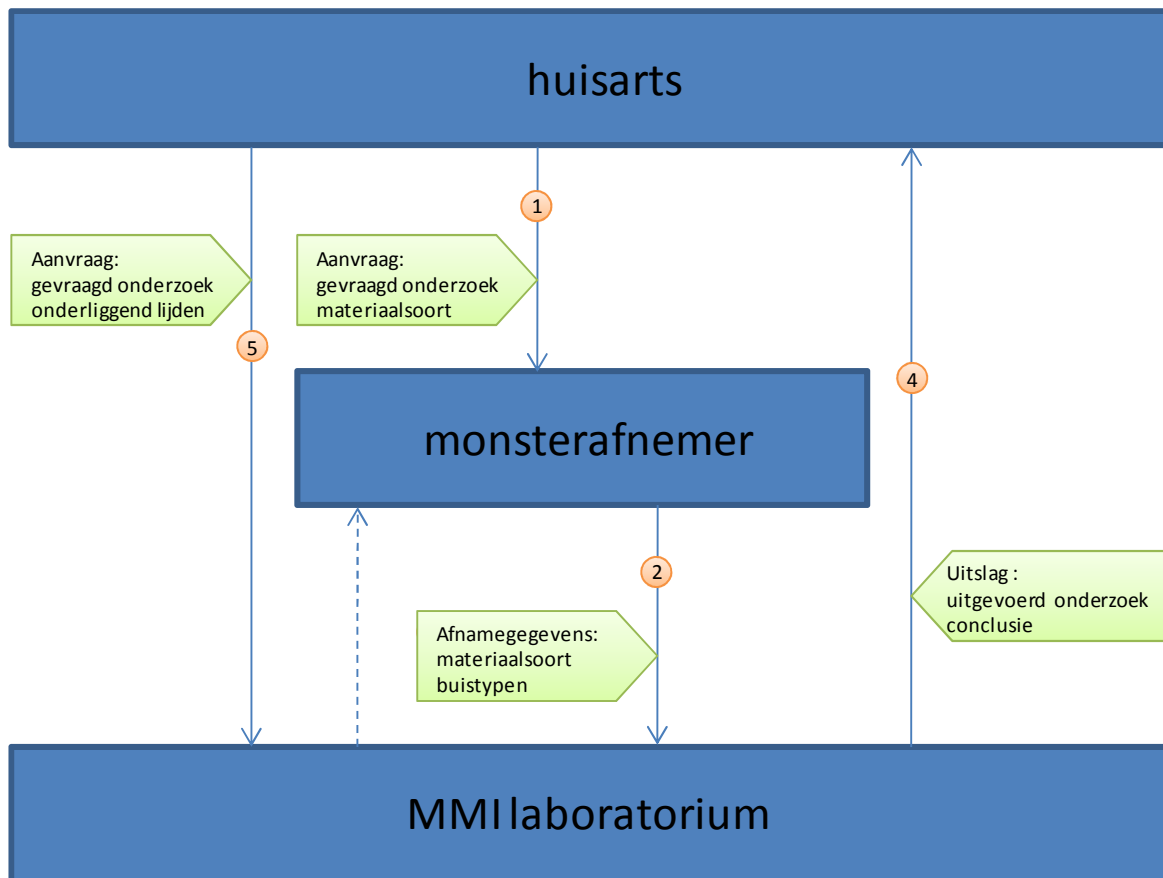 huisarts
1
Aanvraag:
gevraagd onderzoek
onderliggend lijden
Aanvraag:
gevraagd onderzoek
materiaalsoort
5
4
monsterafnemer
2
Afnamegegevens:
materiaalsoort
buistypen
Uitslag :
uitgevoerd onderzoek
conclusie
MMI laboratorium